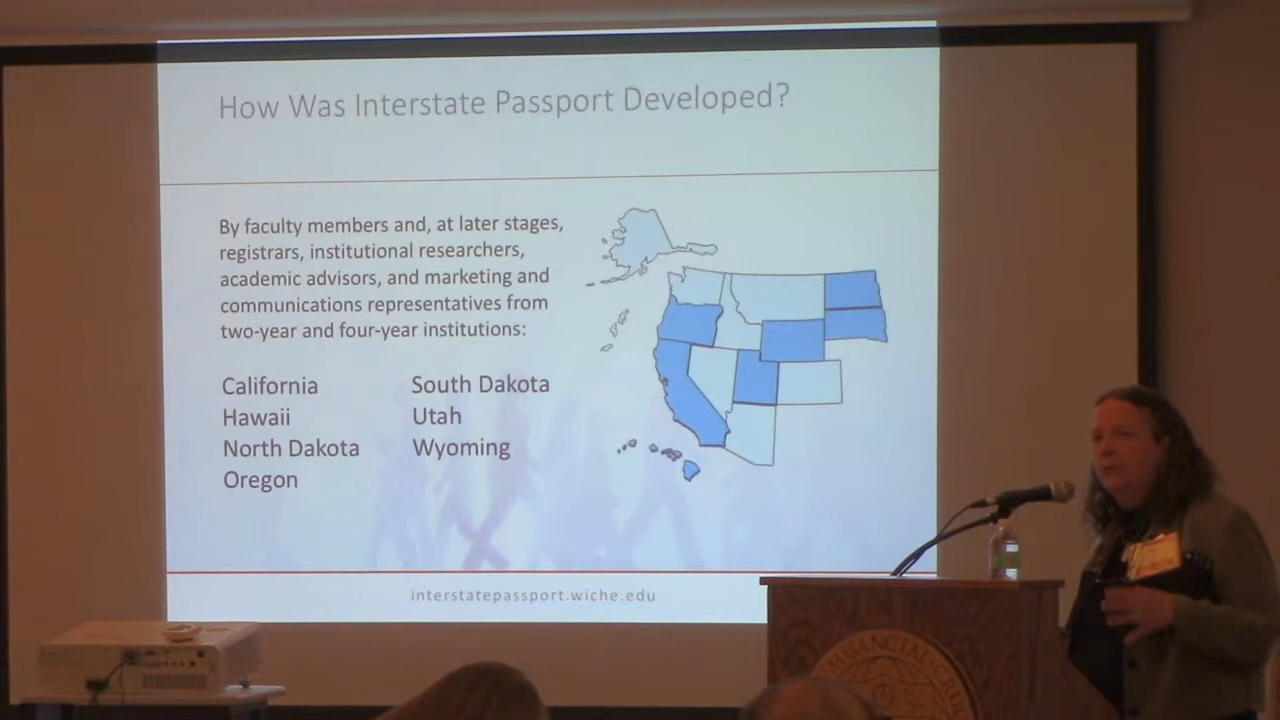 How Was Interstate Passport Developed?
By faculty members and, at later stages,
registrars, institutional researchers,
academic advisors, and marketing and
communications representatives from
two-year and four-year institutions:
California
Hawaii
North Dakota
Oregon
South Dakota
Utah
Wyoming
interstatepassport.wiche.edu